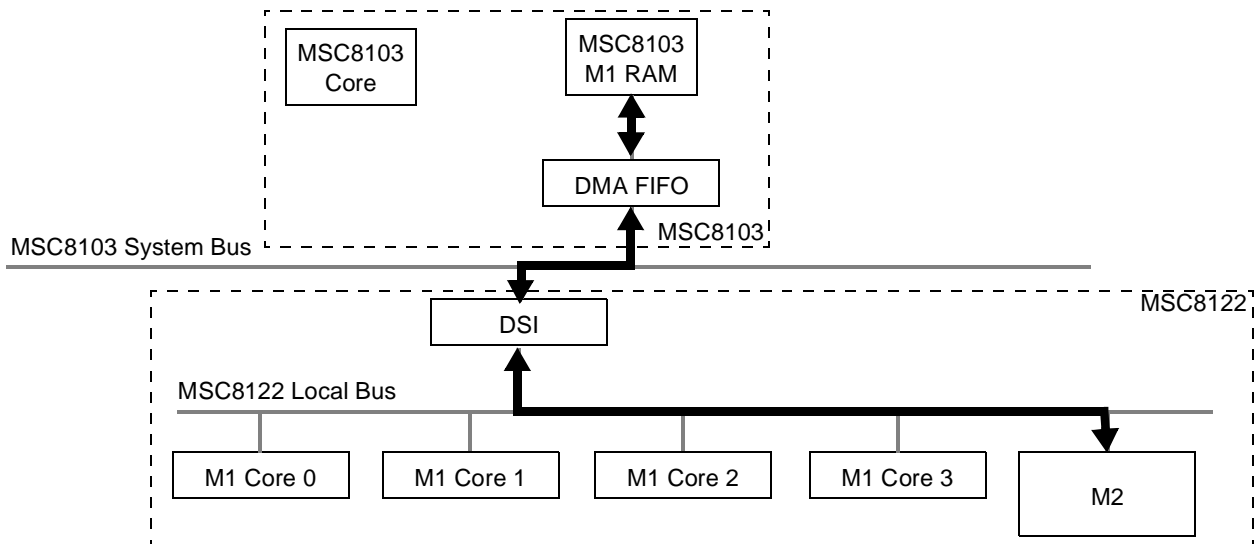 MSC8103
Core
MSC8103
M1 RAM
DMA FIFO
MSC8103
MSC8103 System Bus
MSC8122
DSI
MSC8122 Local Bus
M1 Core 0
M1 Core 1
M1 Core 2
M1 Core 3
M2